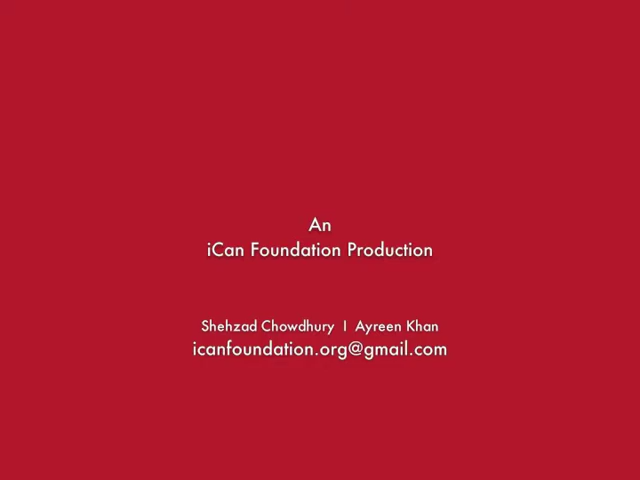 An
iCan Foundation Production
Shehzad Chowdhury I Ayreen Khan
icanfoundation.org@gmail.com